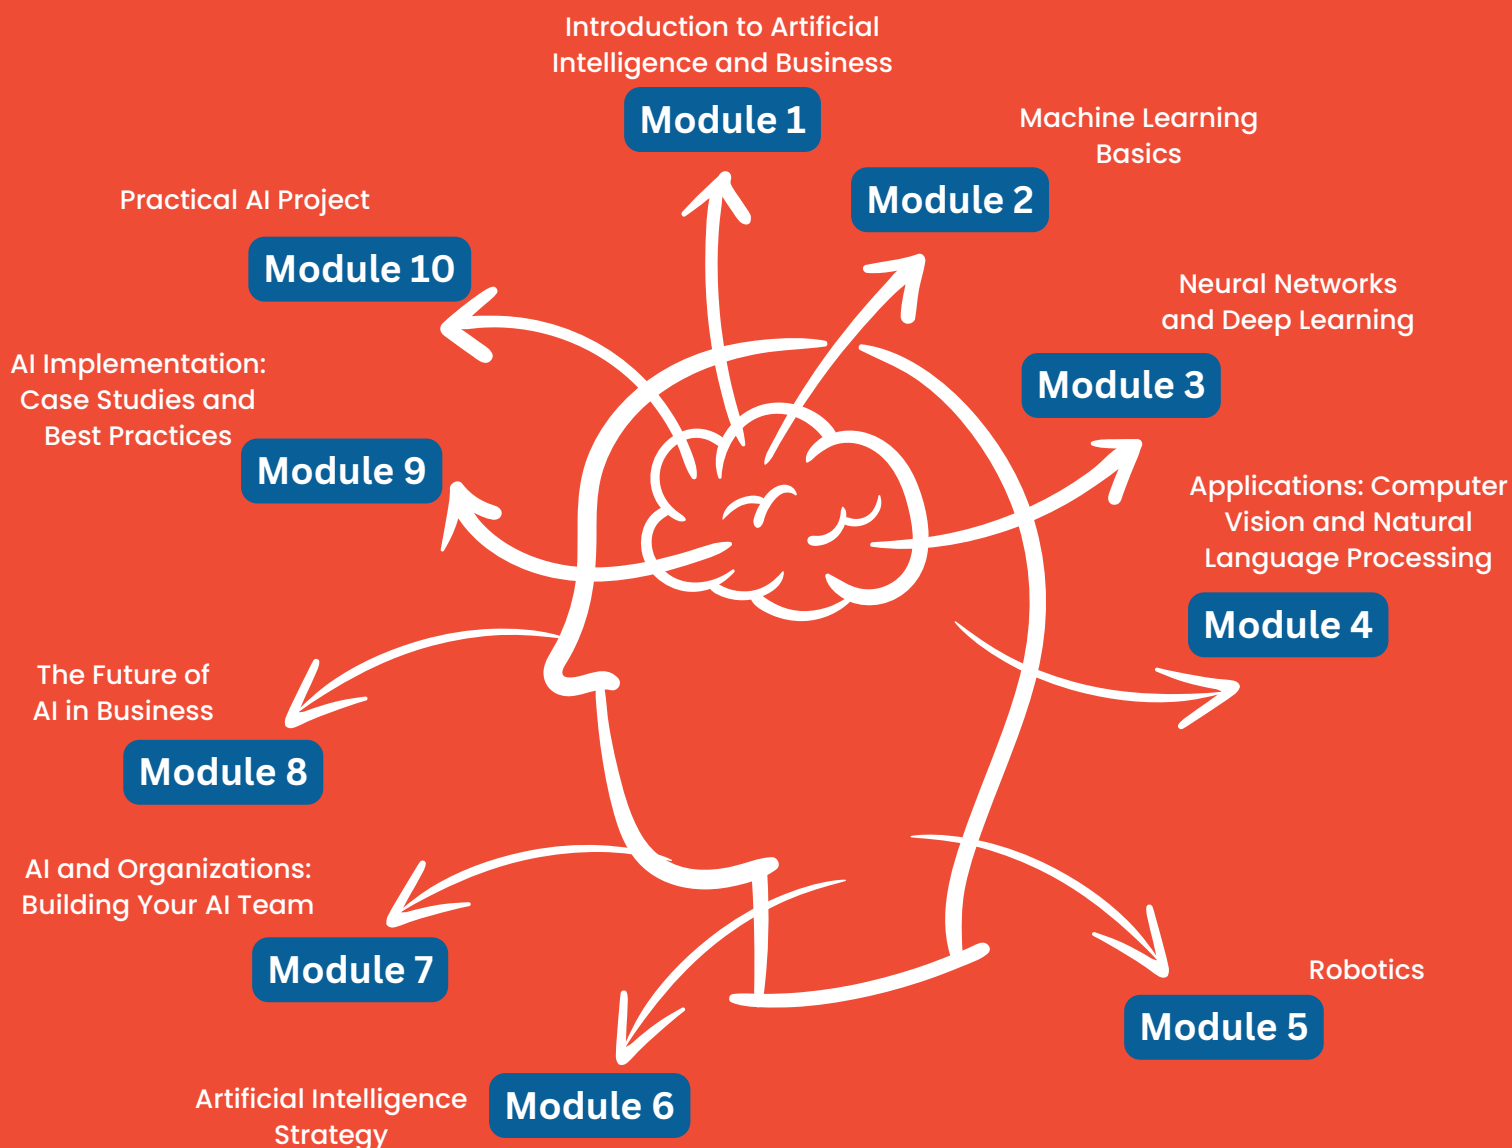 Introduction to Artificial
Intelligence and Business
Module 1
Machine Learning
Basics
Module 2
Neural Networks
and Deep Learning
Module 3
Applications: Computer
Vision and Natural
Language Processing
Module 4
Robotics
Module 5
Artificial Intelligence
Strategy
Module 6
AI and Organizations:
Building Your AI Team
Module 7
The Future of
AI in Business
Module 8
AI Implementation:
Case Studies and
Best Practices
Module 9
Practical AI Project
Module 10